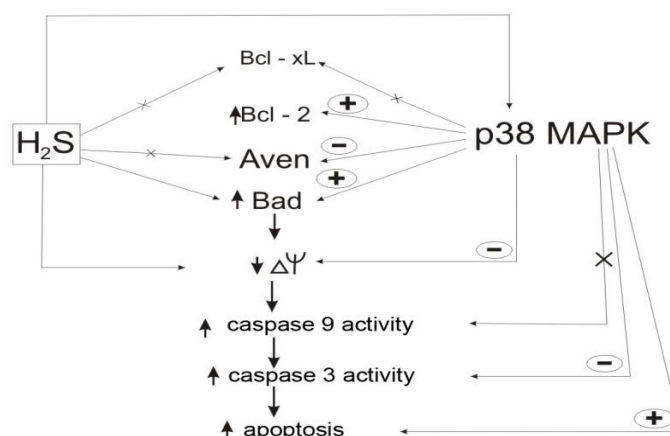 Bcl - xL
+
↑Bcl - 2
H₂S
p38 MAPK
−
Aven
+
↑ Bad
−
↓ ΔΨ
↑ caspase 9 activity
−
↑ caspase 3 activity
+
↑ apoptosis